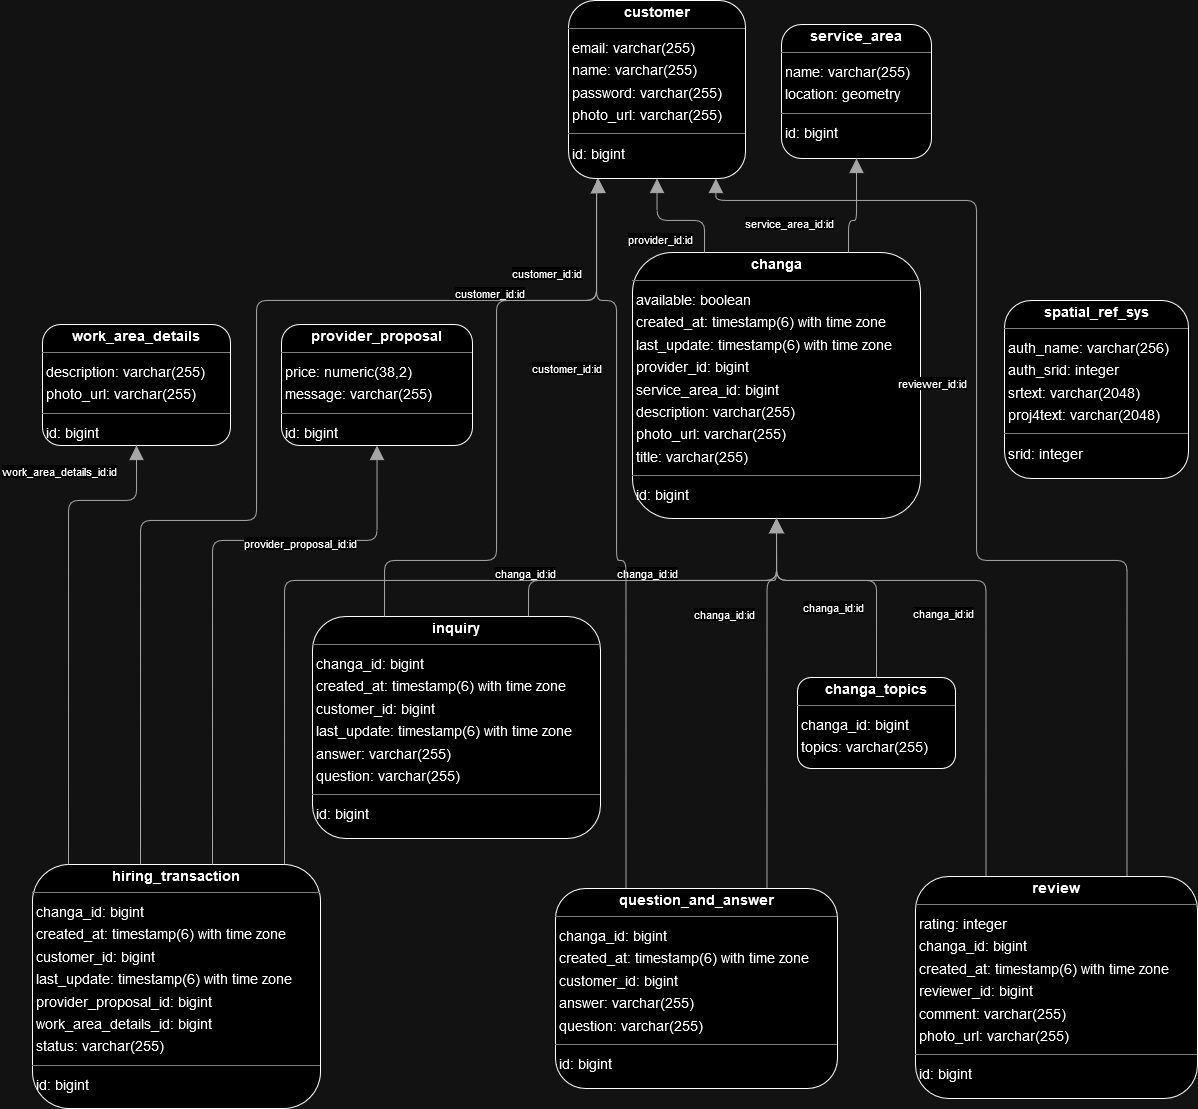 customer
email: varchar(255)
name: varchar(255)
password: varchar(255)
photo_url: varchar(255)
id: bigint
service_area
name: varchar(255)
location: geometry
id: bigint
provider_id:id
service_area_id:id
customer_id:id
customer_id:id
customer_id:id
reviewer_id:id
changa
available: boolean
created_at: timestamp(6) with time zone
last_update: timestamp(6) with time zone
provider_id: bigint
service_area_id: bigint
description: varchar(255)
photo_url: varchar(255)
title: varchar(255)
id: bigint
spatial_ref_sys
auth_name: varchar(256)
auth_srid: integer
srtext: varchar(2048)
proj4text: varchar(2048)
srid: integer
work_area_details
description: varchar(255)
photo_url: varchar(255)
id: bigint
provider_proposal
price: numeric(38,2)
message: varchar(255)
id: bigint
work_area_details_id:id
provider_proposal_id:id
changa_id:id
changa_id:id
changa_id:id
changa_id:id
changa_id:id
inquiry
changa_id: bigint
created_at: timestamp(6) with time zone
customer_id: bigint
last_update: timestamp(6) with time zone
answer: varchar(255)
question: varchar(255)
id: bigint
changa_topics
changa_id: bigint
topics: varchar(255)
hiring_transaction
changa_id: bigint
created_at: timestamp(6) with time zone
customer_id: bigint
last_update: timestamp(6) with time zone
provider_proposal_id: bigint
work_area_details_id: bigint
status: varchar(255)
id: bigint
question_and_answer
changa_id: bigint
created_at: timestamp(6) with time zone
customer_id: bigint
answer: varchar(255)
question: varchar(255)
id: bigint
review
rating: integer
changa_id: bigint
created_at: timestamp(6) with time zone
reviewer_id: bigint
comment: varchar(255)
photo_url: varchar(255)
id: bigint